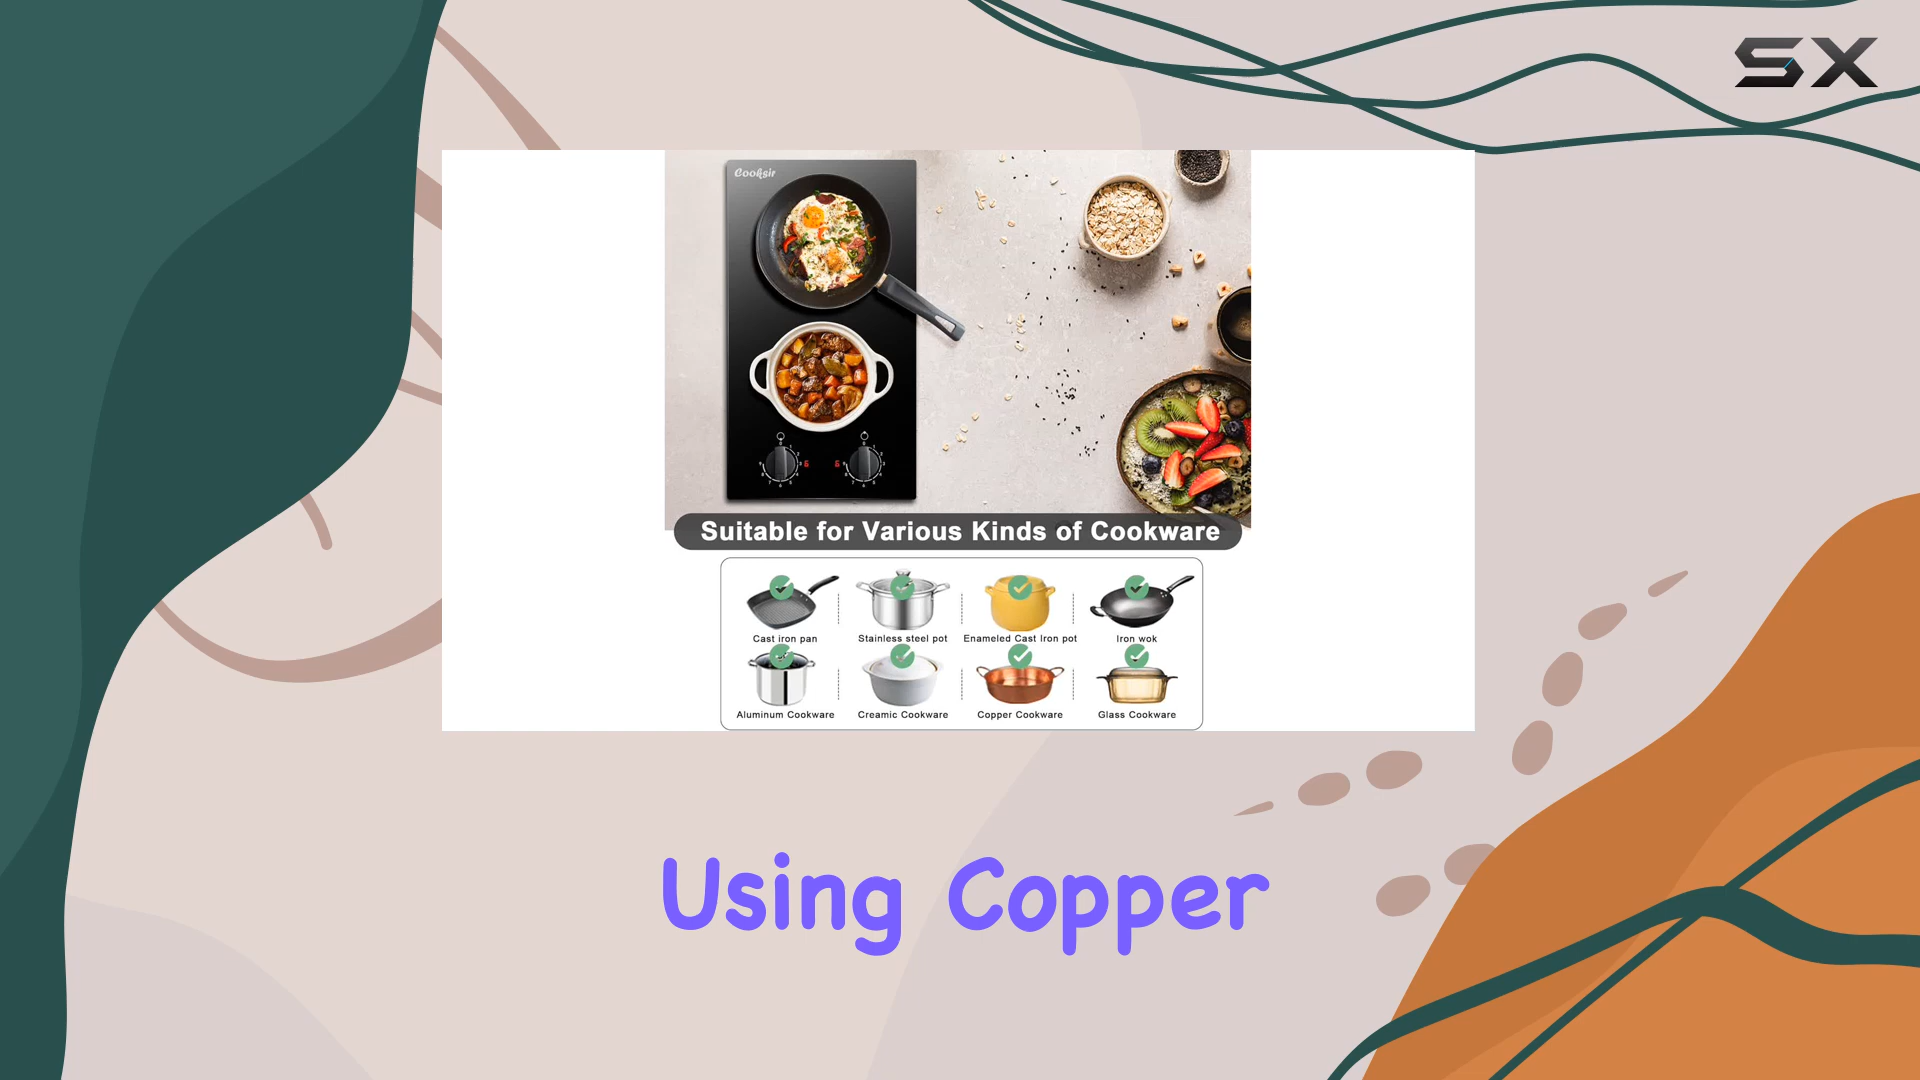 SX
Cooksir
Suitable for Various Kinds of Cookware
Cast iron pan
Stainless steel pot
Enameled Cast Iron pot
Iron wok
Aluminum Cookware
Creamic Cookware
Copper Cookware
Glass Cookware
Using Copper